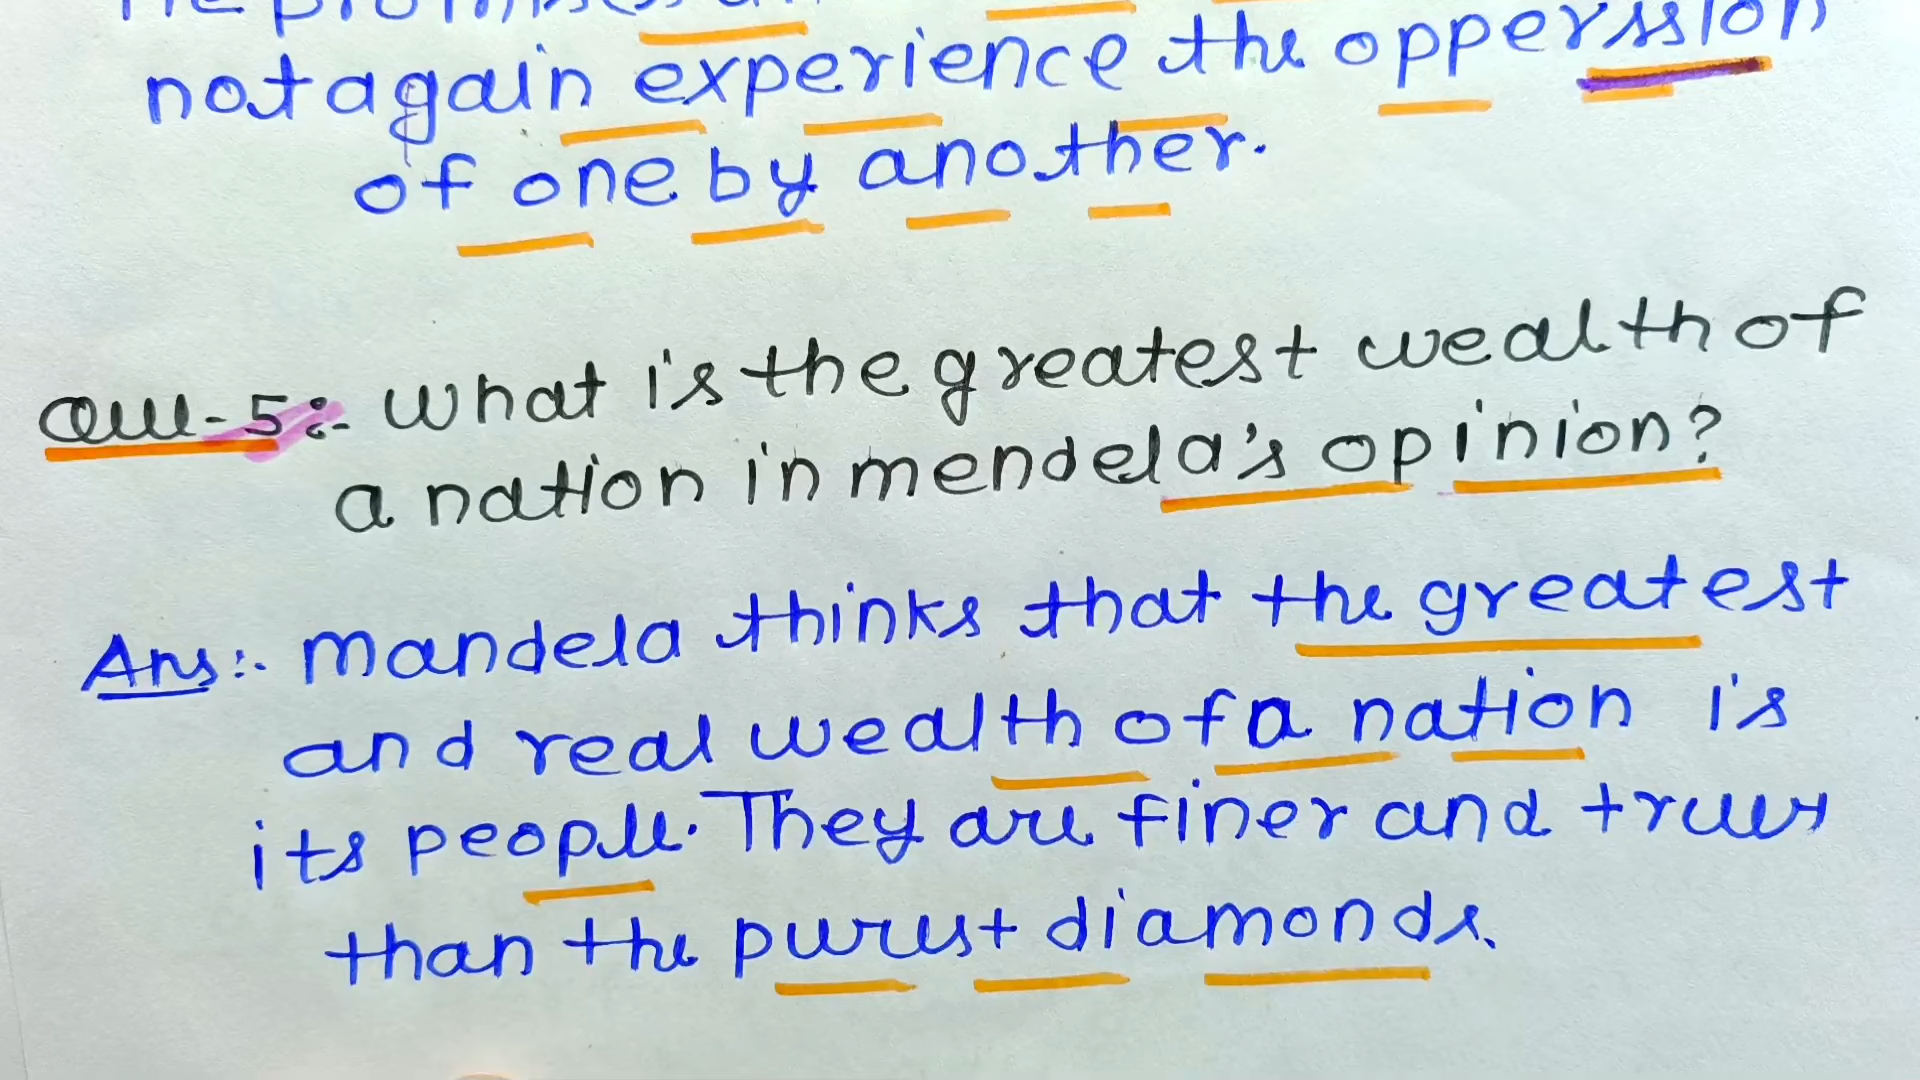 not again experience the opperssion
of one by another.
Que-5:- What is the greatest wealth of
a nation in mendela's opinion?
Ans:- Mandela thinks that the greatest
and real wealth of a nation is
its people. They are finer and truer
than the purest diamonds.